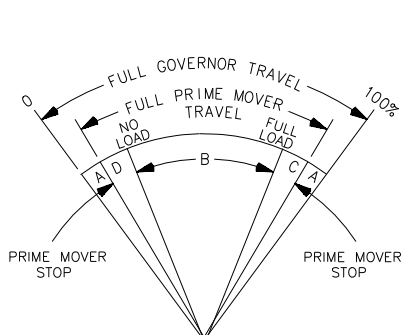 FULL GOVERNOR TRAVEL
0
100%
FULL PRIME MOVER
TRAVEL
NO
LOAD
FULL
LOAD
A
D
B
C
A
PRIME MOVER
STOP
PRIME MOVER
STOP